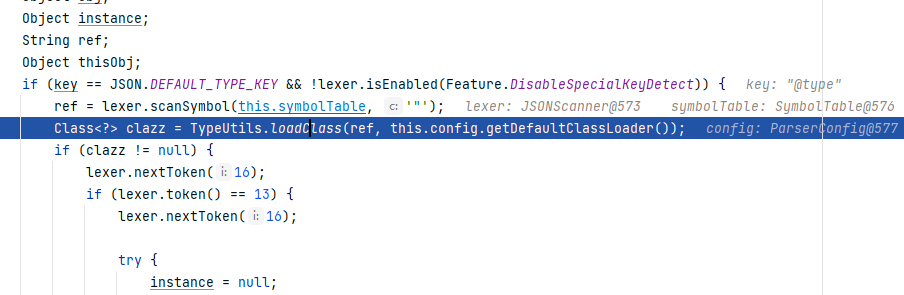 Object instance;
String ref;
Object thisObj;
if (key == JSON.DEFAULT_TYPE_KEY && !lexer.isEnabled(Feature.DisableSpecialKeyDetect)) { key: "@type"
ref = lexer.scanSymbol(this.symbolTable, c: '"'); lexer: JSONScanner@573 symbolTable: SymbolTable@576
Class<?> clazz = TypeUtils.loadClass(ref, this.config.getDefaultClassLoader()); config: ParserConfig@577
if (clazz != null) {
lexer.nextToken( i: 16);
if (lexer.token() == 13) {
lexer.nextToken( i: 16);
try {
instance = null;